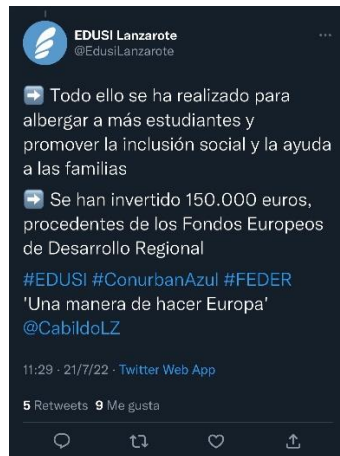 EDUSI Lanzarote
@EdusiLanzarote
➡️ Todo ello se ha realizado para
albergar a más estudiantes y
promover la inclusión social y la ayuda
a las familias
➡️ Se han invertido 150.000 euros,
procedentes de los Fondos Europeos
de Desarrollo Regional
#EDUSI #ConurbanAzul #FEDER
'Una manera de hacer Europa'
@CabildoLZ
11:29 · 21/7/22 · Twitter Web App
5 Retweets 9 Me gusta